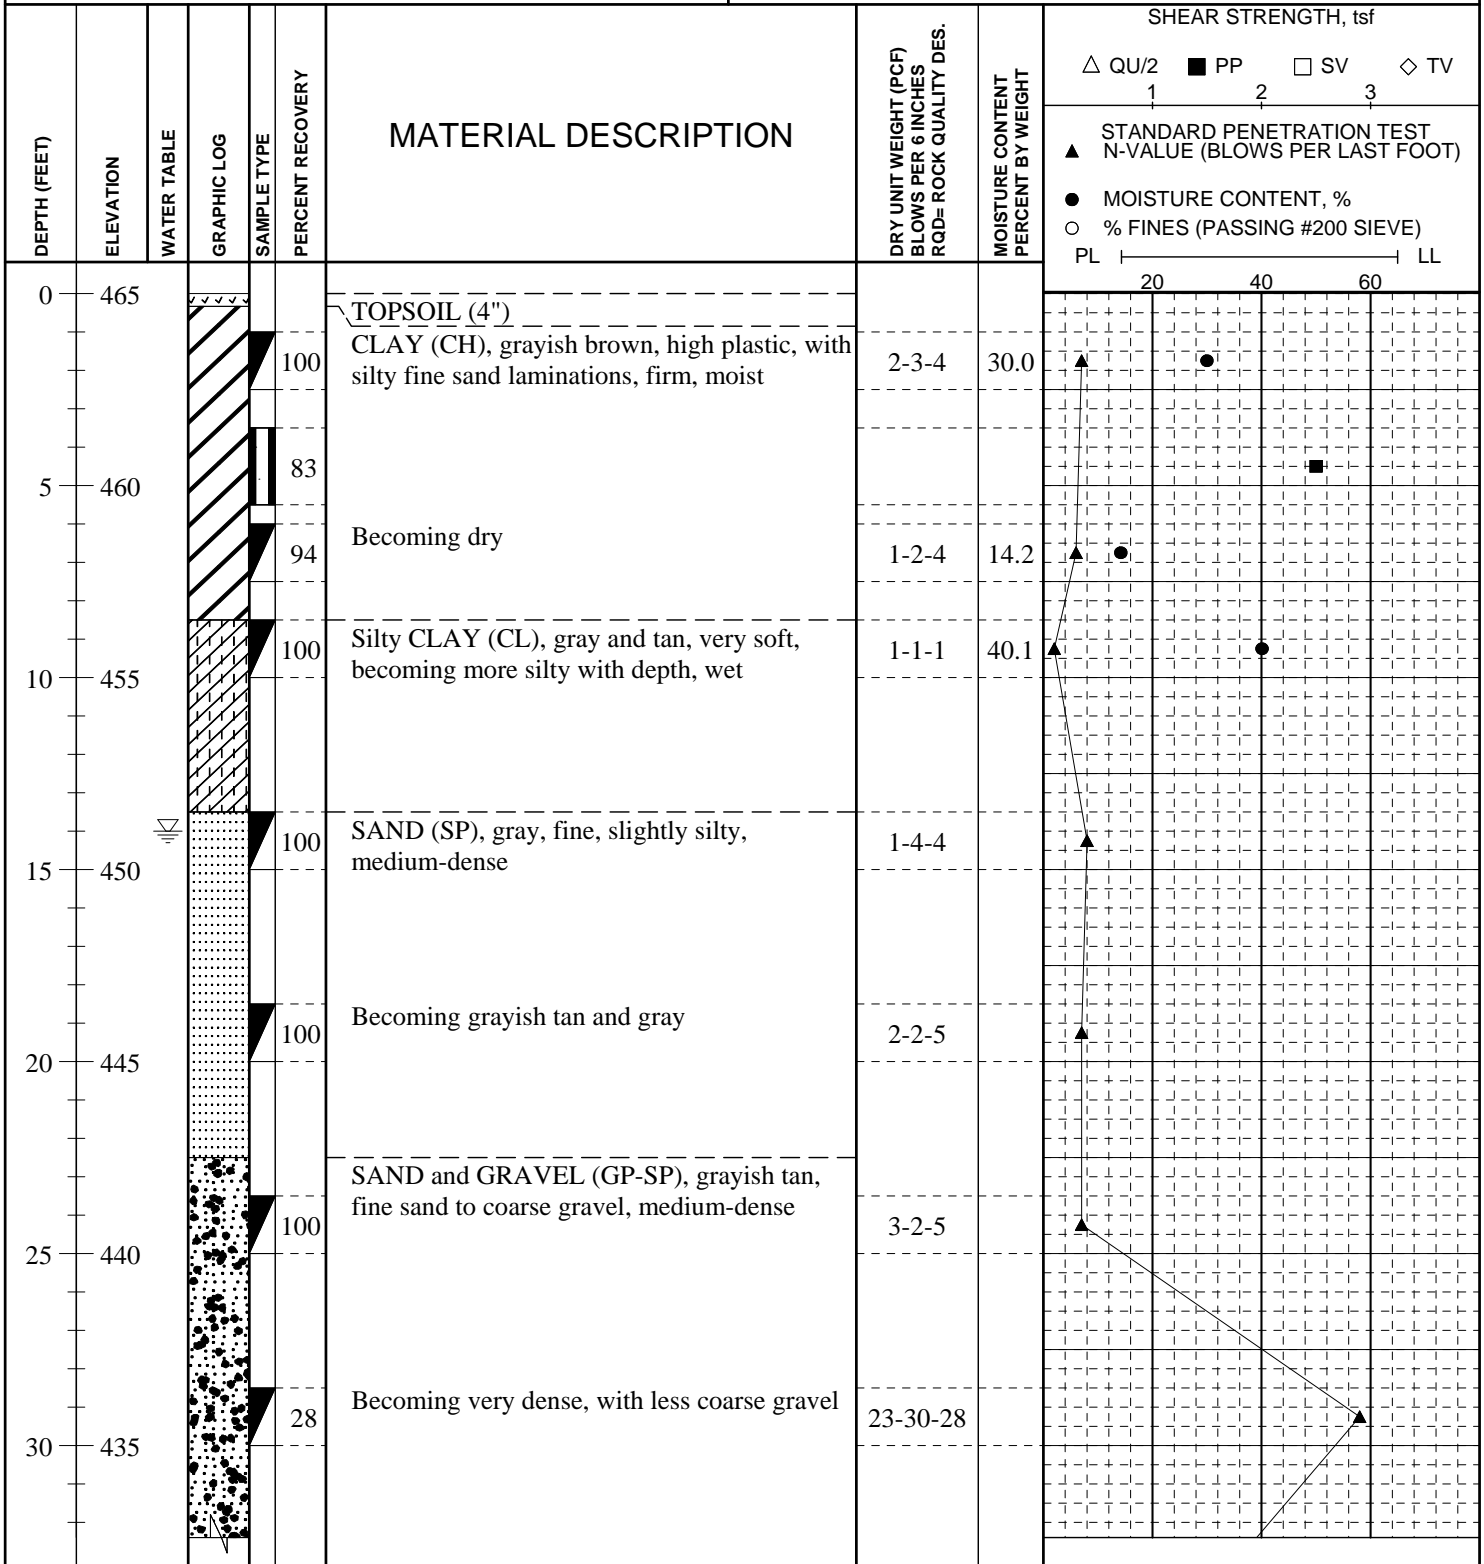 DEPTH (FEET)
ELEVATION
WATER TABLE
GRAPHIC LOG
SAMPLE TYPE
PERCENT RECOVERY
MATERIAL DESCRIPTION
DRY UNIT WEIGHT (PCF)
BLOWS PER 6 INCHES
RQD= ROCK QUALITY DES.
MOISTURE CONTENT
PERCENT BY WEIGHT
SHEAR STRENGTH, tsf
QU/2 PP SV TV
1 2 3
STANDARD PENETRATION TEST
N-VALUE (BLOWS PER LAST FOOT)
MOISTURE CONTENT, %
% FINES (PASSING #200 SIEVE)
PL LL
20 40 60
0 465
TOPSOIL (4")
CLAY (CH), grayish brown, high plastic, with
100 2-3-4 30.0
silty fine sand laminations, firm, moist
83
5 460
Becoming dry
94 1-2-4 14.2
Silty CLAY (CL), gray and tan, very soft,
100 1-1-1 40.1
becoming more silty with depth, wet
10 455
SAND (SP), gray, fine, slightly silty,
100 1-4-4
medium-dense
15 450
Becoming grayish tan and gray
100 2-2-5
20 445
SAND and GRAVEL (GP-SP), grayish tan,
fine sand to coarse gravel, medium-dense
100 3-2-5
25 440
Becoming very dense, with less coarse gravel
28 23-30-28
30 435